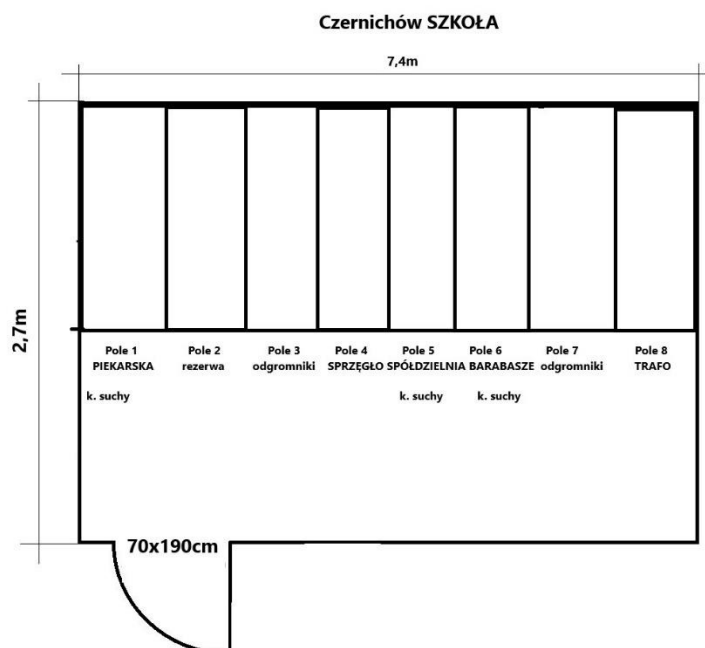 Czernichów SZKOŁA
7,4m
2,7m
Pole 1 Pole 2 Pole 3 Pole 4 Pole 5 Pole 6 Pole 7 Pole 8
PIEKARSKA rezerwa odgromniki SPRZĘGŁO SPÓŁDZIELNIA BARABASZE odgromniki TRAFO
k. suchy k. suchy k. suchy
70x190cm